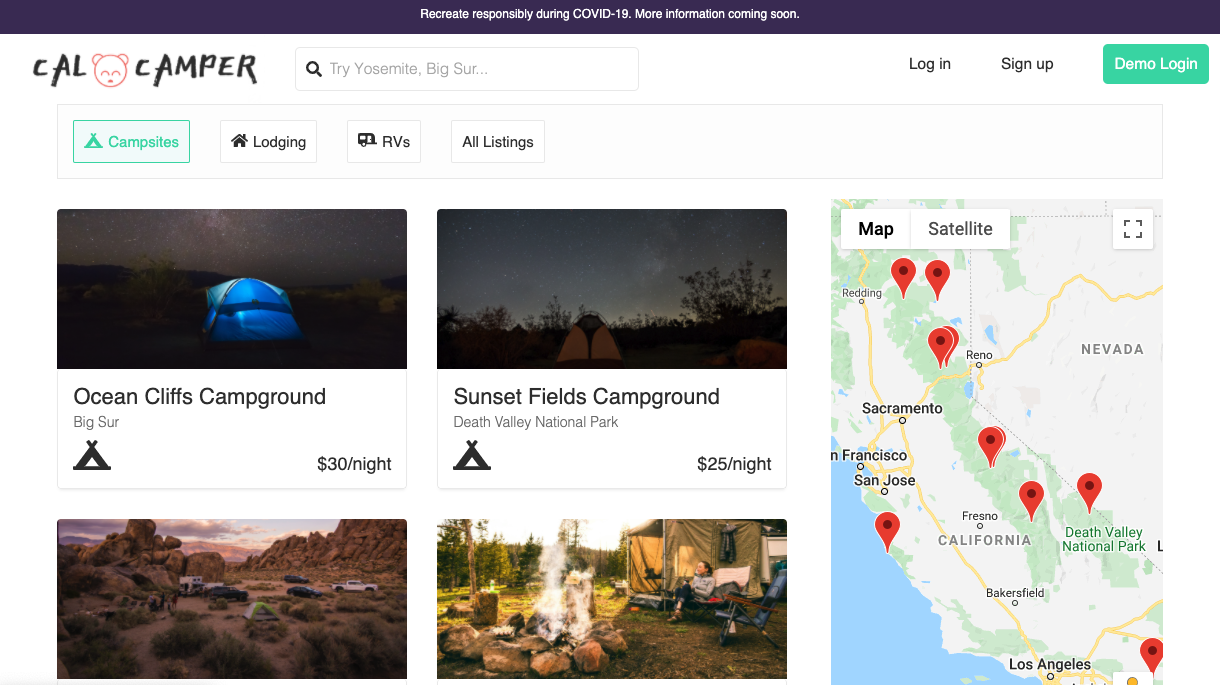 Recreate responsibly during COVID-19. More information coming soon.
CAL CAMPER
Try Yosemite, Big Sur...
Log in
Sign up
Demo Login
Campsites
Lodging
RVs
All Listings
Ocean Cliffs Campground
Big Sur
$30/night
Sunset Fields Campground
Death Valley National Park
$25/night
Map
Satellite
Redding
Reno
NEVADA
Sacramento
n Francisco
San Jose
Fresno
CALIFORNIA
Death Valley
National Park
L
Bakersfield
Los Angeles